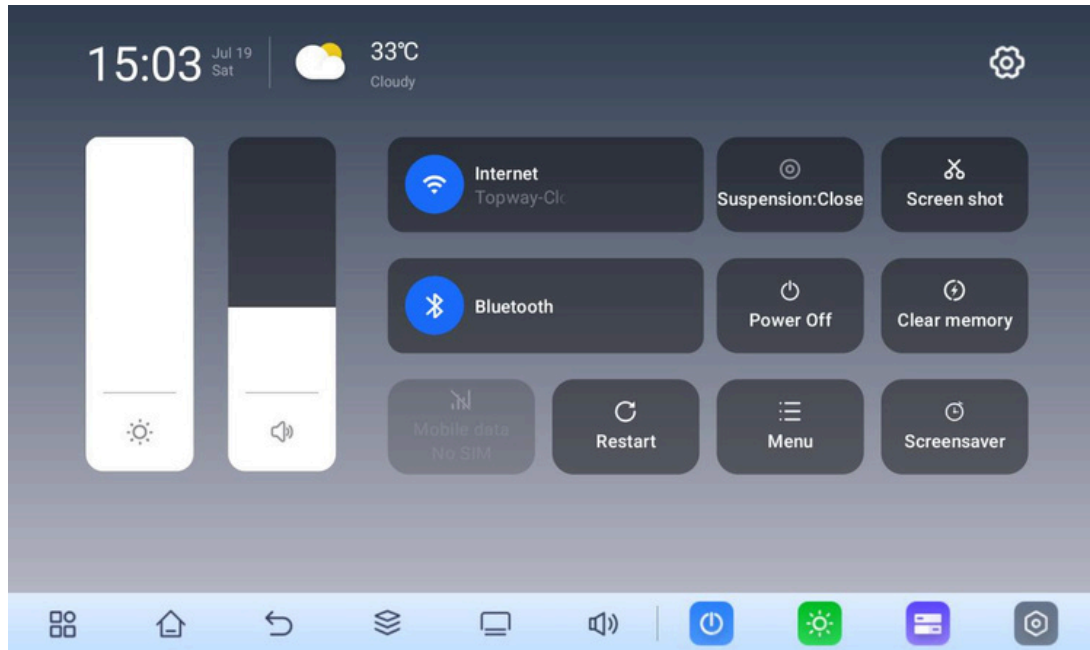 15:03
Jul 19
Sat
33℃
Cloudy
Internet
Topway-Clo
Suspension:Close
Screen shot
Bluetooth
Power Off
Clear memory
Mobile data
No SIM
Restart
Menu
Screensaver